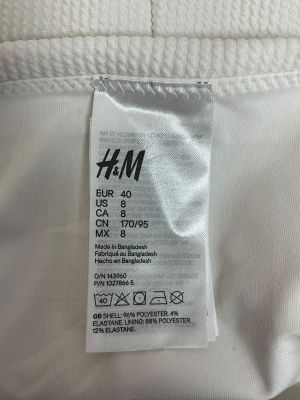 H&M
EUR 40
US 8
CA 8
CN 170/95
MX 8
Made in Bangladesh
Fabriqué au Bangladesh
Hecho en Bangladesh
O/N 143960
P/N 1027866 5
40
GB SHELL: 96% POLYESTER. 4%
ELASTANE. LINING: 88% POLYESTER.
12% ELASTANE.